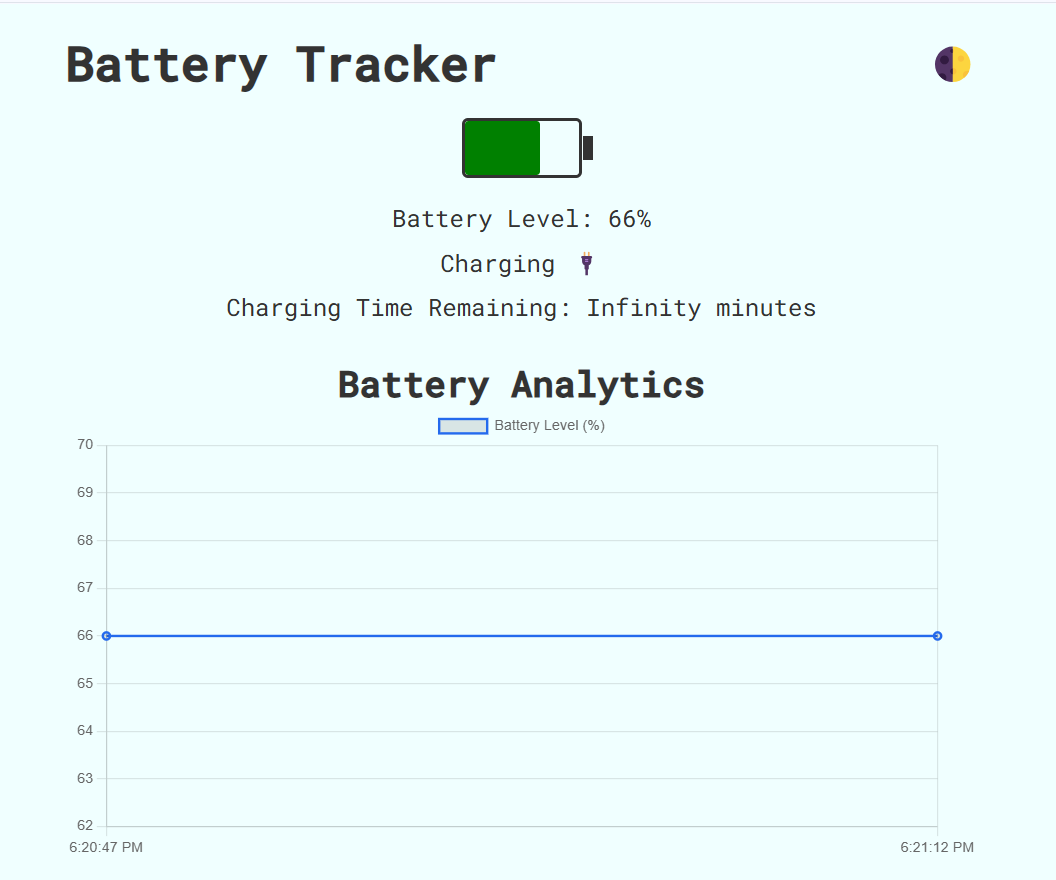 Battery Tracker
Battery Level: 66%
Charging
Charging Time Remaining: Infinity minutes
Battery Analytics
Battery Level (%)
70
69
68
67
66
65
64
63
62
6:20:47 PM 6:21:12 PM